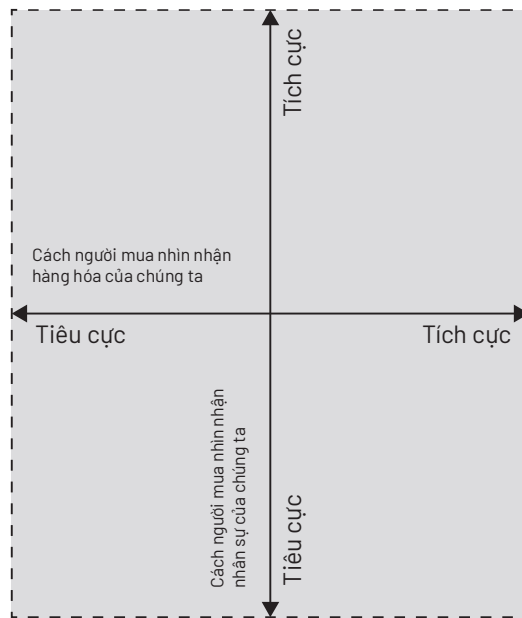 Tích cực
Cách người mua nhìn nhận
hàng hóa của chúng ta
Tiêu cực
Tích cực
Cách người mua nhìn nhận
nhân sự của chúng ta
Tiêu cực